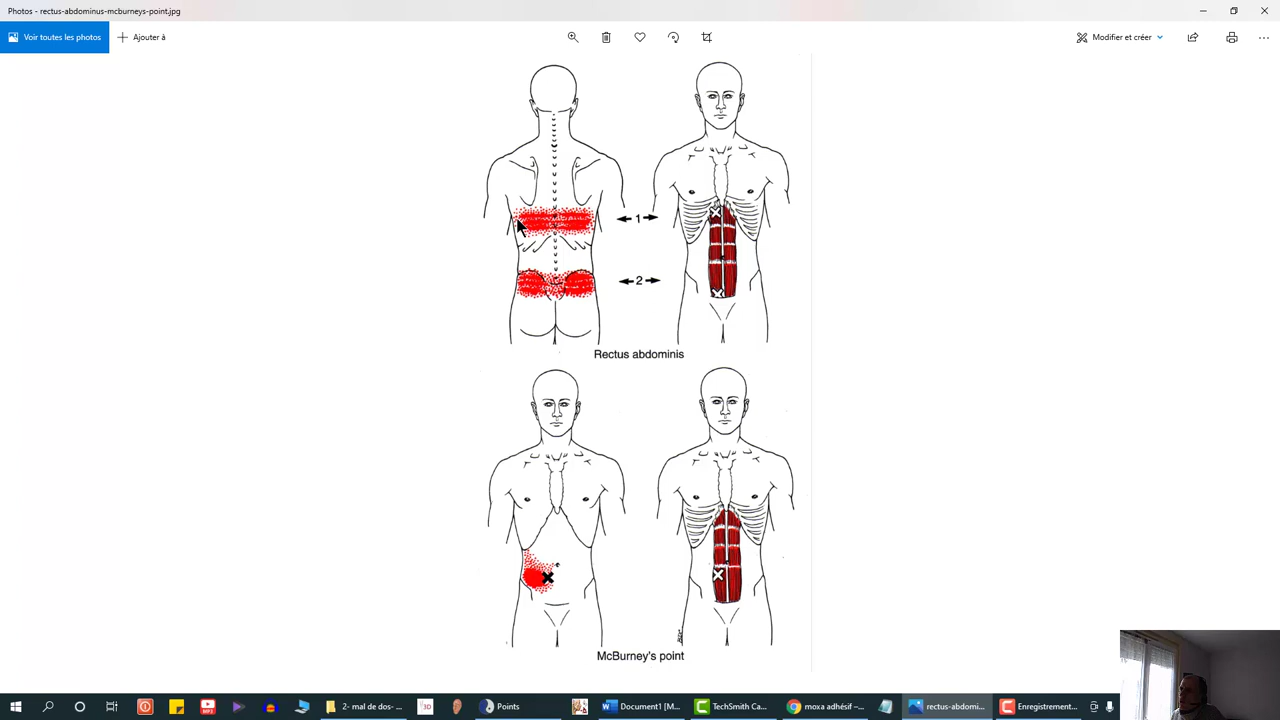 Photos - rectus-abdominus-mcburneys-point.jpg
Voir toutes les photos
Ajouter à
Modifier et créer
1
2
Rectus abdominis
McBurney's point
2- mal de dos- ...
Points
Document1 [M...
TechSmith Ca...
moxa adhésif – ...
rectus-abdomi...
Enregistrement...